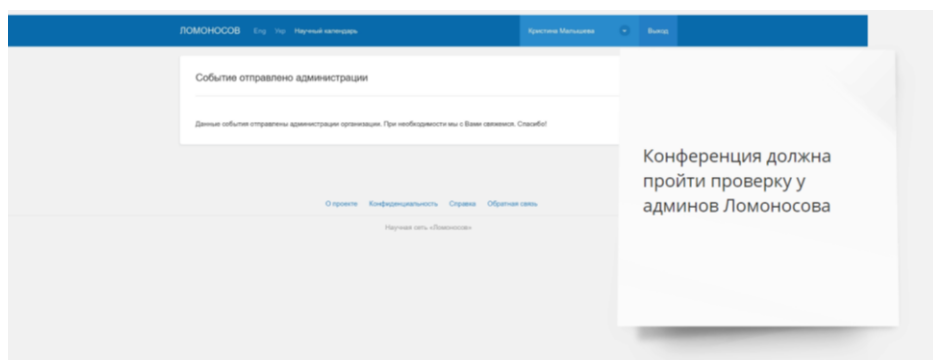 ЛОМОНОСОВ Eng Укр Научный календарь Кристина Малышева Выход
Событие отправлено администрации
Данные события отправлены администрации организации. При необходимости мы с Вами свяжемся. Спасибо!
Конференция должна
пройти проверку у
админов Ломоносова
О проекте Конфиденциальность Справка Обратная связь
Научная сеть «Ломоносов»